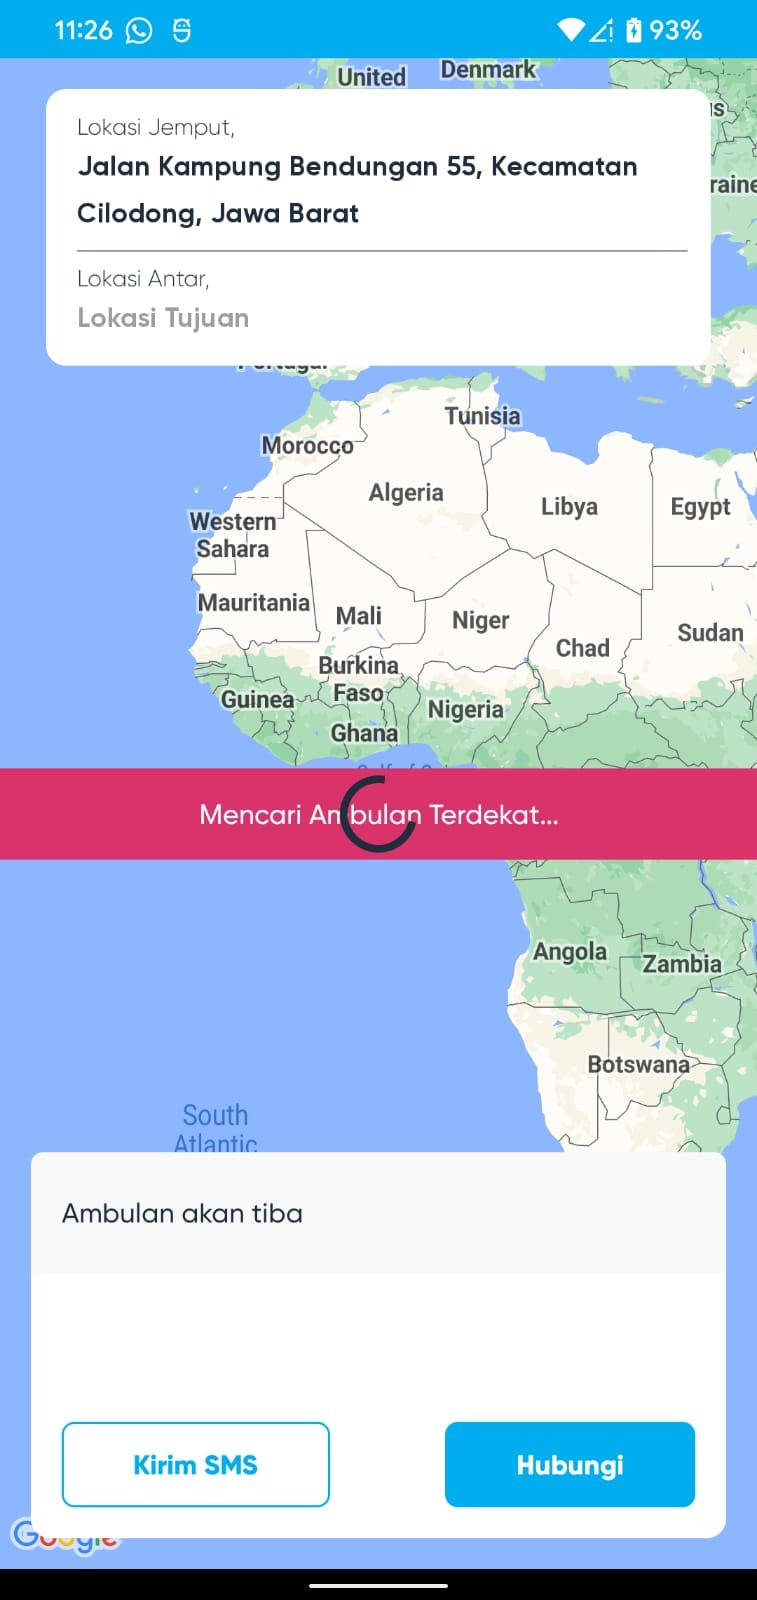 11:26
93%
United
Denmark
Lokasi Jemput,
Jalan Kampung Bendungan 55, Kecamatan
Cilodong, Jawa Barat
Lokasi Antar,
Lokasi Tujuan
Tunisia
Morocco
Algeria
Libya
Egypt
Western
Sahara
Mauritania
Mali
Niger
Sudan
Chad
Burkina
Faso
Guinea
Nigeria
Ghana
Mencari Ambulan Terdekat...
Angola
Zambia
Botswana
South
Atlantic
Ambulan akan tiba
Kirim SMS
Hubungi
Google